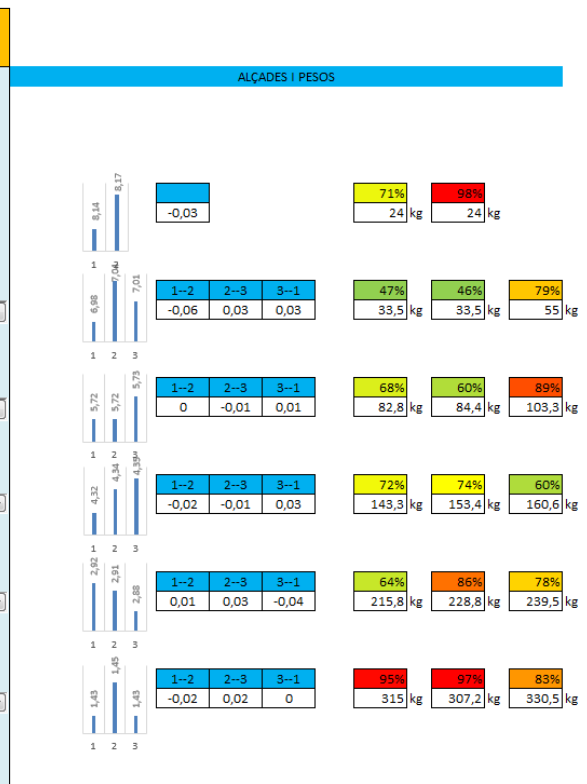 ALÇADES I PESOS
8,14 8,17
1 2
-0,03
71% 98%
24 kg 24 kg
6,98 7,04 7,01
1 2 3
1--2 2--3 3--1
-0,06 0,03 0,03
47% 46% 79%
33,5 kg 33,5 kg 55 kg
5,72 5,72 5,73
1 2 3
1--2 2--3 3--1
0 -0,01 0,01
68% 60% 89%
82,8 kg 84,4 kg 103,3 kg
4,32 4,34 4,35
1 2 3
1--2 2--3 3--1
-0,02 -0,01 0,03
72% 74% 60%
143,3 kg 153,4 kg 160,6 kg
2,92 2,91 2,88
1 2 3
1--2 2--3 3--1
0,01 0,03 -0,04
64% 86% 78%
215,8 kg 228,8 kg 239,5 kg
1,43 1,45 1,43
1 2 3
1--2 2--3 3--1
-0,02 0,02 0
95% 97% 83%
315 kg 307,2 kg 330,5 kg